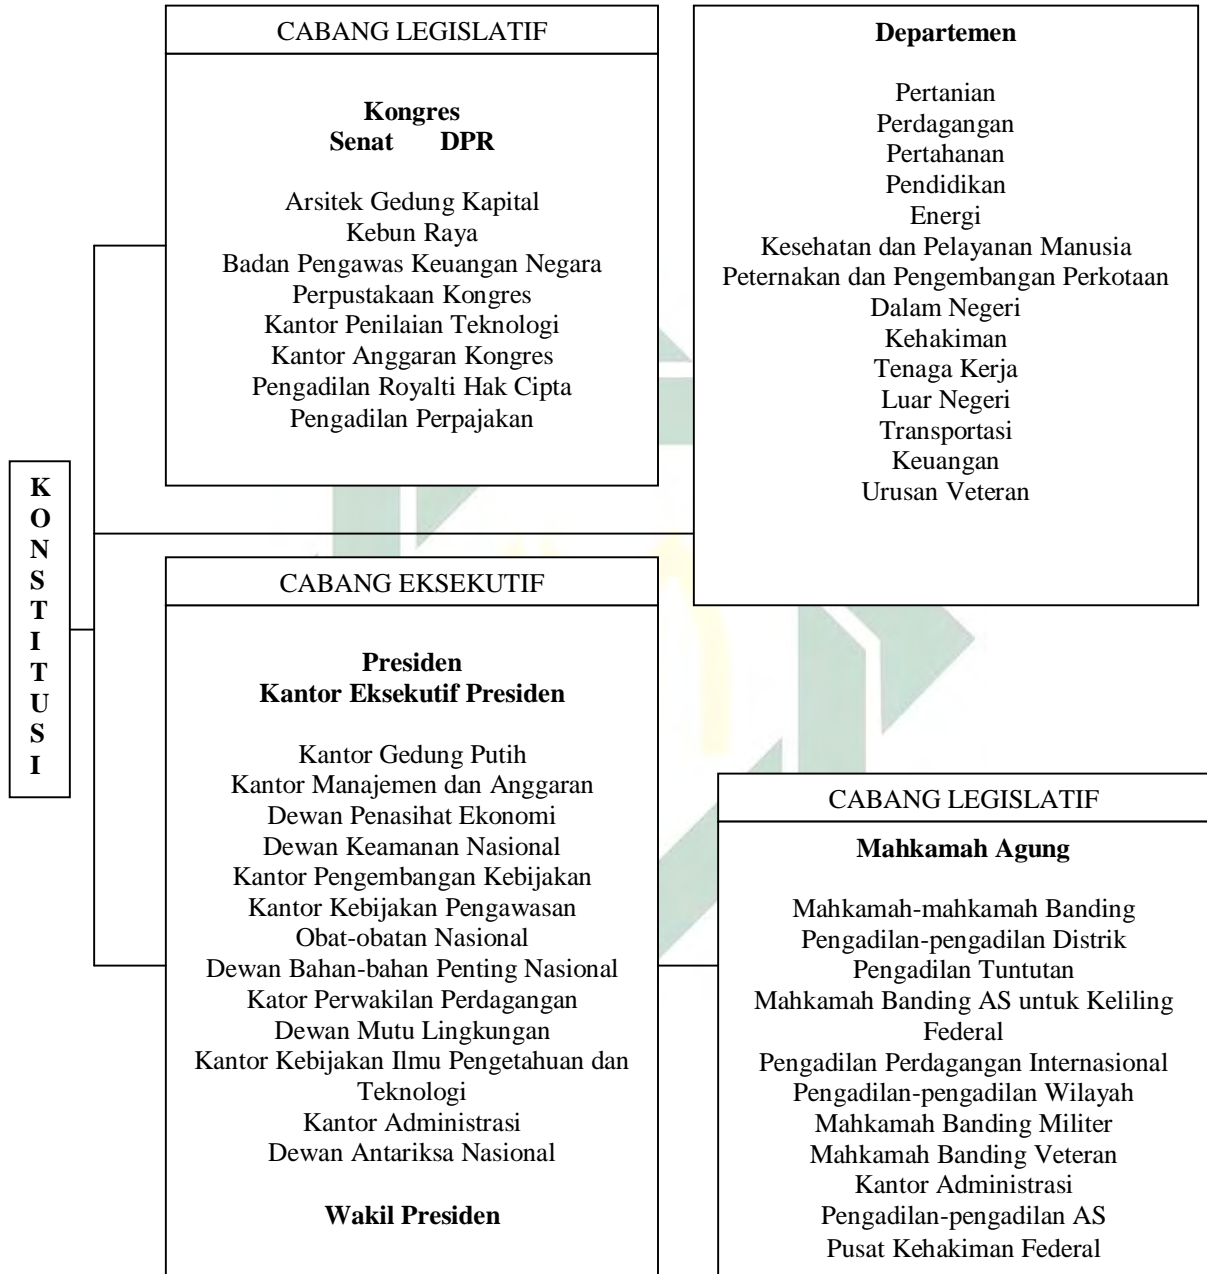 CABANG LEGISLATIF
Kongres
Senat DPR
Arsitek Gedung Kapital
Kebun Raya
Badan Pengawas Keuangan Negara
Perpustakaan Kongres
Kantor Penilaian Teknologi
Kantor Anggaran Kongres
Pengadilan Royalti Hak Cipta
Pengadilan Perpajakan
Departemen
Pertanian
Perdagangan
Pertahanan
Pendidikan
Energi
Kesehatan dan Pelayanan Manusia
Peternakan dan Pengembangan Perkotaan
Dalam Negeri
Kehakiman
Tenaga Kerja
Luar Negeri
Transportasi
Keuangan
Urusan Veteran
K
O
N
S
T
I
T
U
S
I
CABANG EKSEKUTIF
Presiden
Kantor Eksekutif Presiden
Kantor Gedung Putih
Kantor Manajemen dan Anggaran
Dewan Penasihat Ekonomi
Dewan Keamanan Nasional
Kantor Pengembangan Kebijakan
Kantor Kebijakan Pengawasan
Obat-obatan Nasional
Dewan Bahan-bahan Penting Nasional
Kator Perwakilan Perdagangan
Dewan Mutu Lingkungan
Kantor Kebijakan Ilmu Pengetahuan dan
Teknologi
Kantor Administrasi
Dewan Antariksa Nasional
Wakil Presiden
CABANG LEGISLATIF
Mahkamah Agung
Mahkamah-mahkamah Banding
Pengadilan-pengadilan Distrik
Pengadilan Tuntutan
Mahkamah Banding AS untuk Keliling
Federal
Pengadilan Perdagangan Internasional
Pengadilan-pengadilan Wilayah
Mahkamah Banding Militer
Mahkamah Banding Veteran
Kantor Administrasi
Pengadilan-pengadilan AS
Pusat Kehakiman Federal